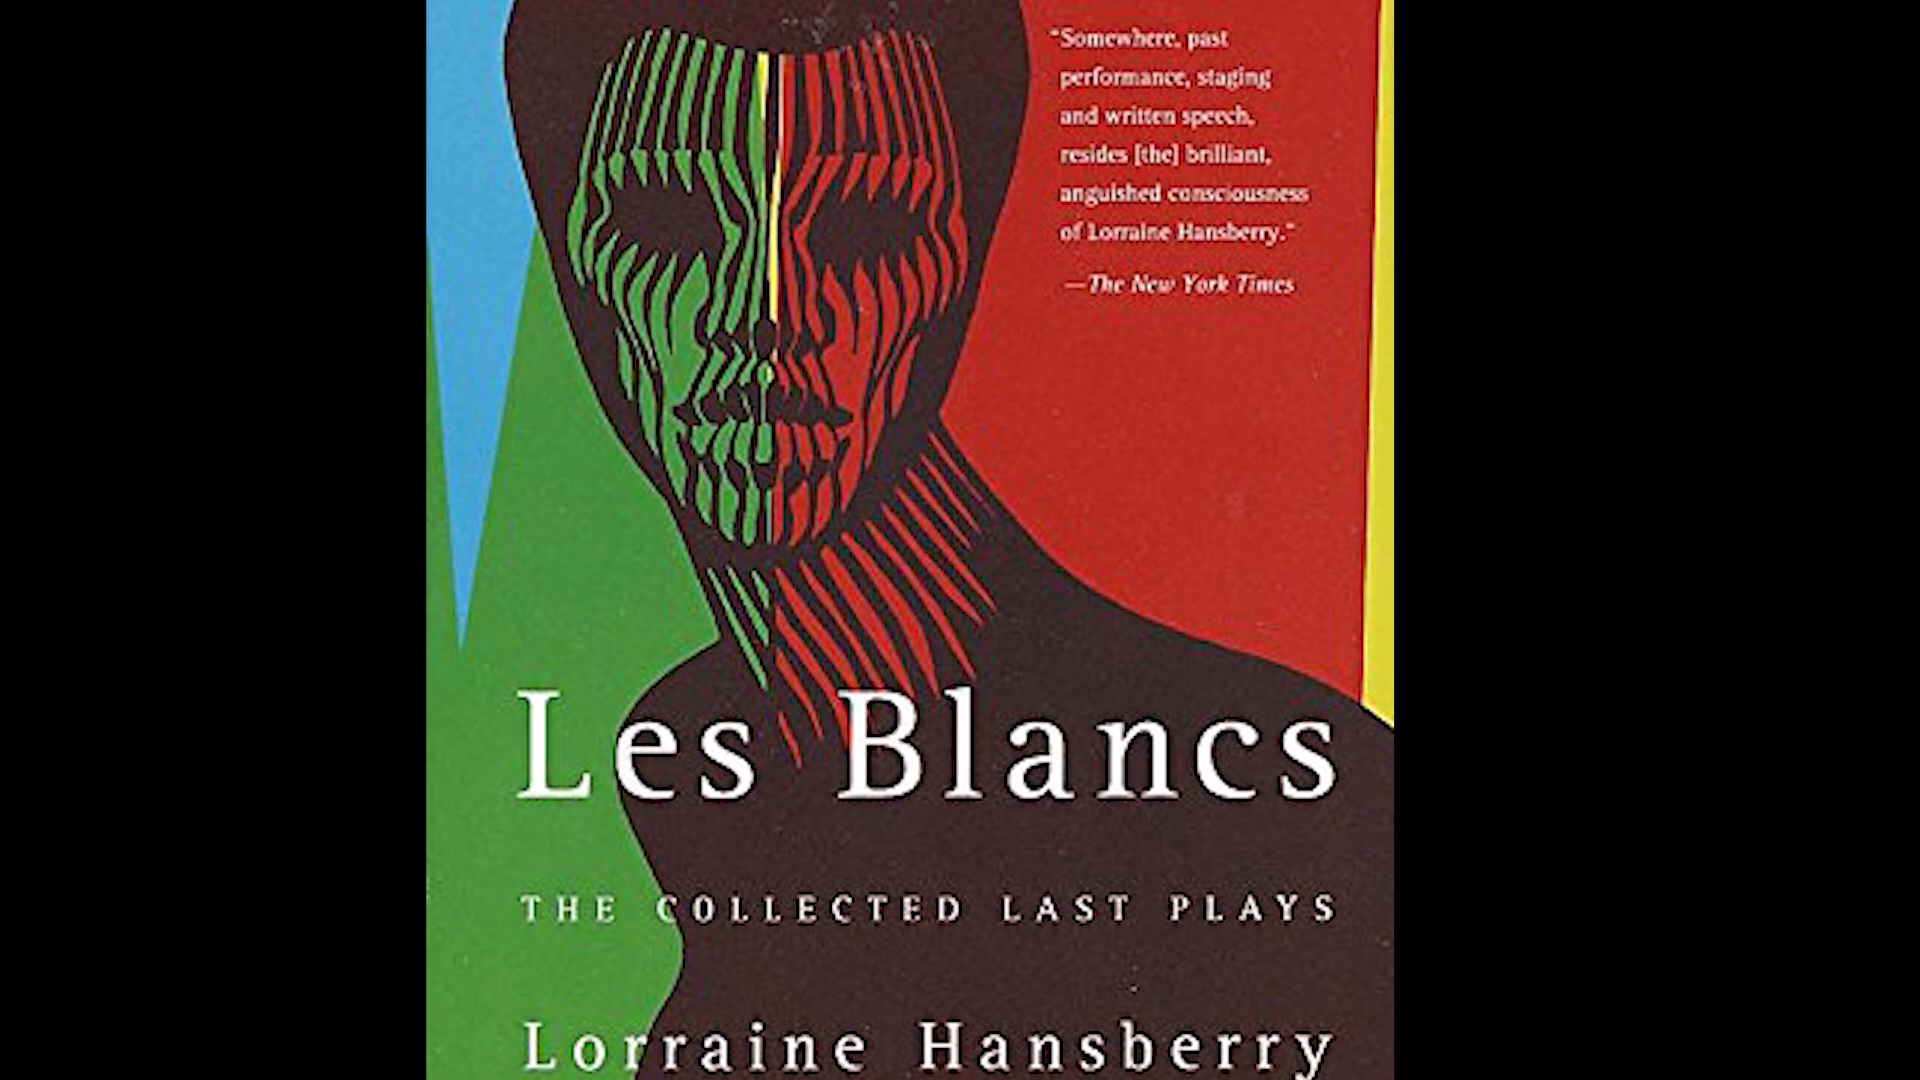 "Somewhere, past
performance, staging
and written speech,
resides [the] brilliant,
anguished consciousness
of Lorraine Hansberry."
—The New York Times
Les Blancs
THE COLLECTED LAST PLAYS
Lorraine Hansberry